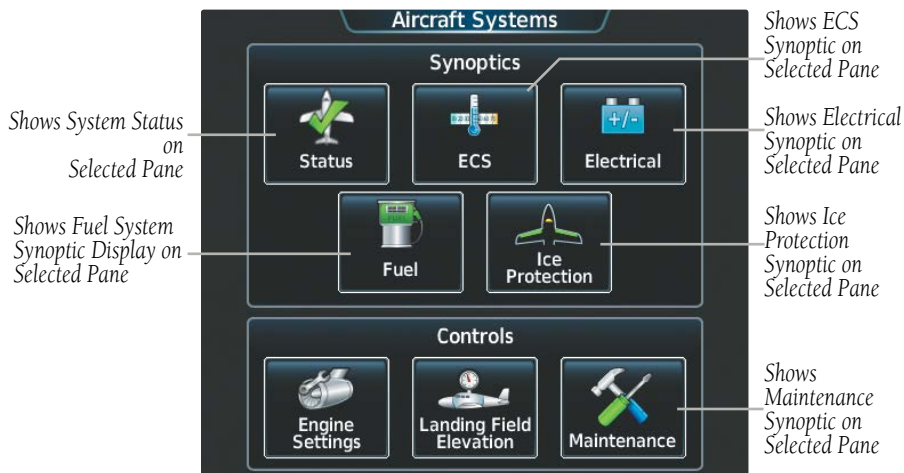 Aircraft Systems
Shows ECS
Synoptic on
Selected Pane
Synoptics
Shows System Status
on
Selected Pane
Status
ECS
+/-
Electrical
Shows Electrical
Synoptic on
Selected Pane
Shows Fuel System
Synoptic Display on
Selected Pane
Fuel
Ice
Protection
Shows Ice
Protection
Synoptic on
Selected Pane
Controls
Engine
Settings
Landing Field
Elevation
Maintenance
Shows
Maintenance
Synoptic on
Selected Pane